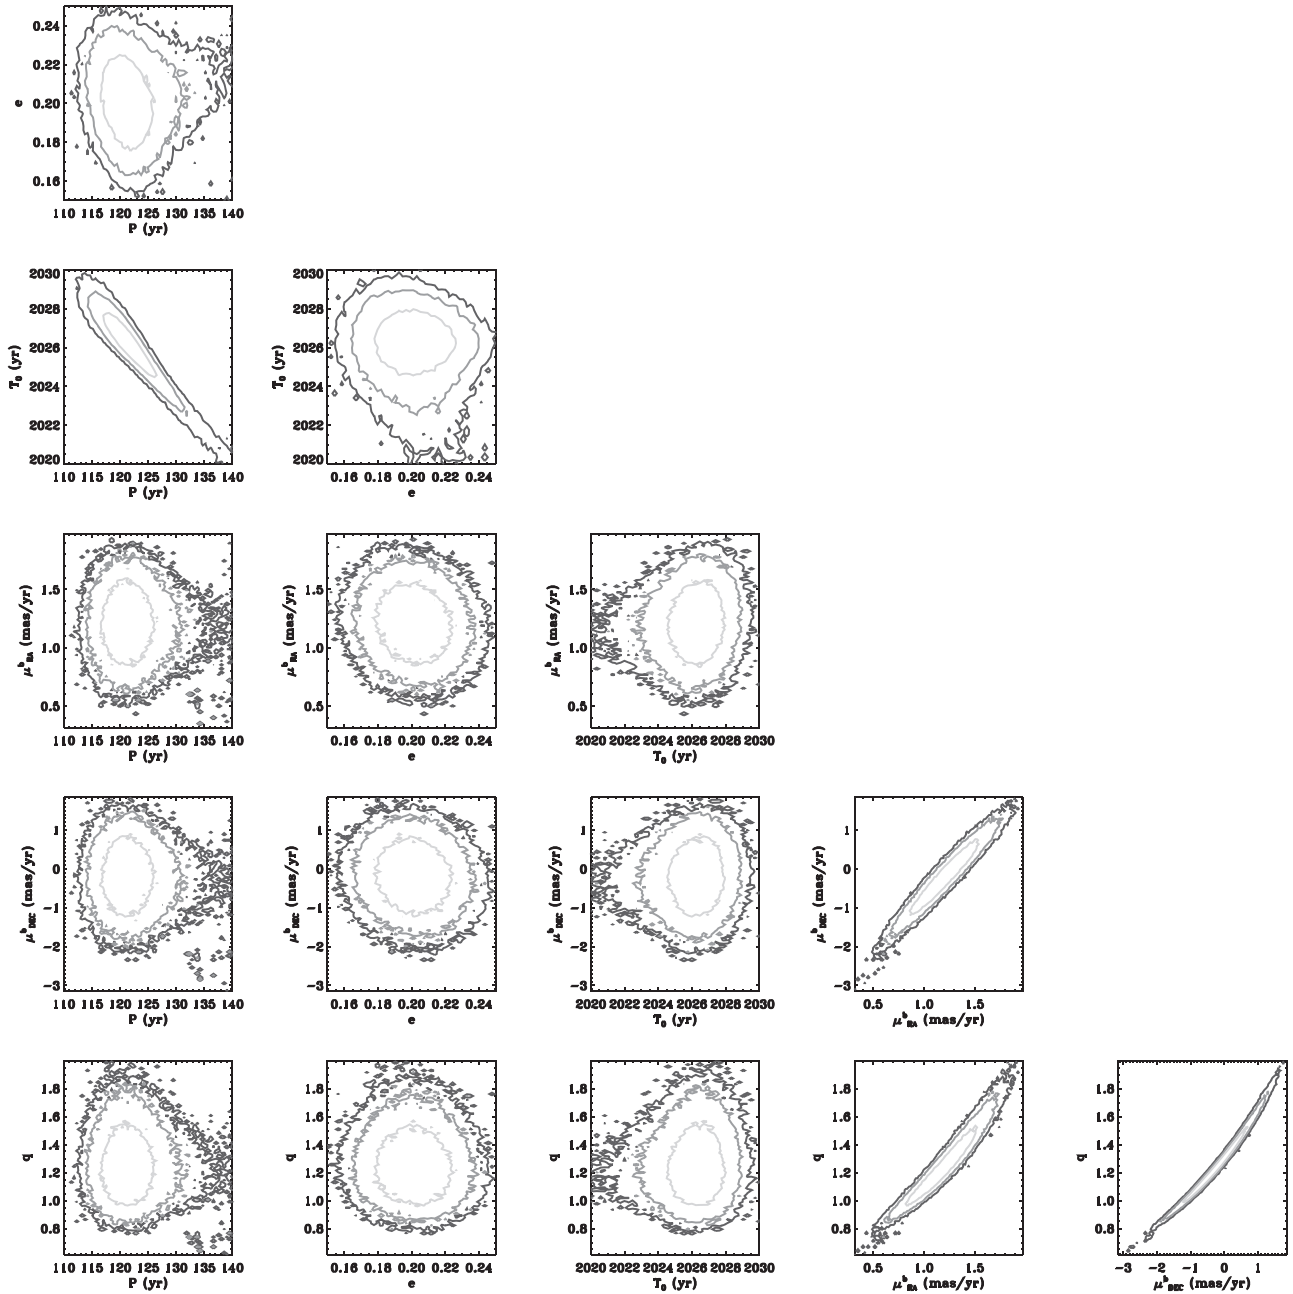 0.24
0.22
e 0.20
0.18
0.16
110 115 120 125 130 135 140
P (yr)
2030 2030
2028 2028
T₀ (yr) 2026 T₀ (yr) 2026
2024 2024
2022 2022
2020 2020
110 115 120 125 130 135 140 0.16 0.18 0.20 0.22 0.24
P (yr) e
1.5 1.5 1.5
μᵇ_RA (mas/yr) 1.0 μᵇ_RA (mas/yr) 1.0 μᵇ_RA (mas/yr) 1.0
0.5 0.5 0.5
110 115 120 125 130 135 140 0.16 0.18 0.20 0.22 0.24 2020 2022 2024 2026 2028 2030
P (yr) e T₀ (yr)
1 1 1 1
μᵇ_DEC (mas/yr) 0 μᵇ_DEC (mas/yr) 0 μᵇ_DEC (mas/yr) 0 μᵇ_DEC (mas/yr) 0
−1 −1 −1 −1
−2 −2 −2 −2
−3 −3 −3 −3
110 115 120 125 130 135 140 0.16 0.18 0.20 0.22 0.24 2020 2022 2024 2026 2028 2030 0.5 1.0 1.5
P (yr) e T₀ (yr) μᵇ_RA (mas/yr)
1.8 1.8 1.8 1.8 1.8
1.6 1.6 1.6 1.6 1.6
q 1.4 q 1.4 q 1.4 q 1.4 q 1.4
1.2 1.2 1.2 1.2 1.2
1.0 1.0 1.0 1.0 1.0
0.8 0.8 0.8 0.8 0.8
110 115 120 125 130 135 140 0.16 0.18 0.20 0.22 0.24 2020 2022 2024 2026 2028 2030 0.5 1.0 1.5 −3 −2 −1 0 1
P (yr) e T₀ (yr) μᵇ_RA (mas/yr) μᵇ_DEC (mas/yr)